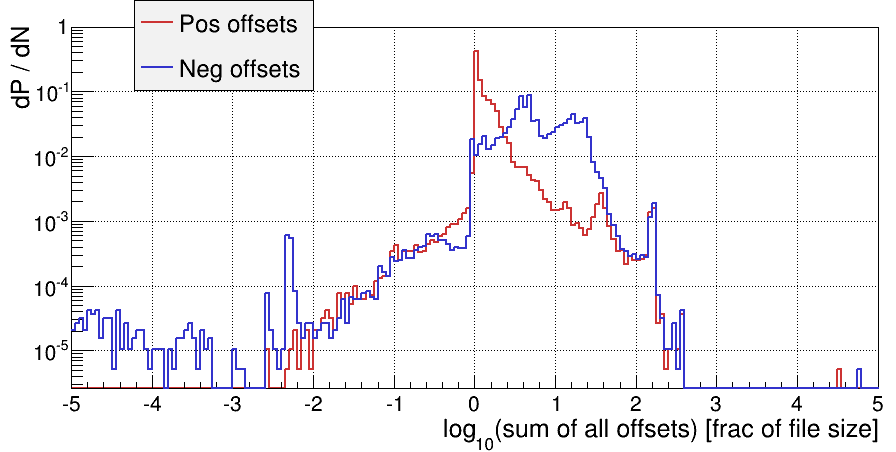 Pos offsets
Neg offsets
dP / dN
1
10^-1
10^-2
10^-3
10^-4
10^-5
-5 -4 -3 -2 -1 0 1 2 3 4 5
log10(sum of all offsets) [frac of file size]